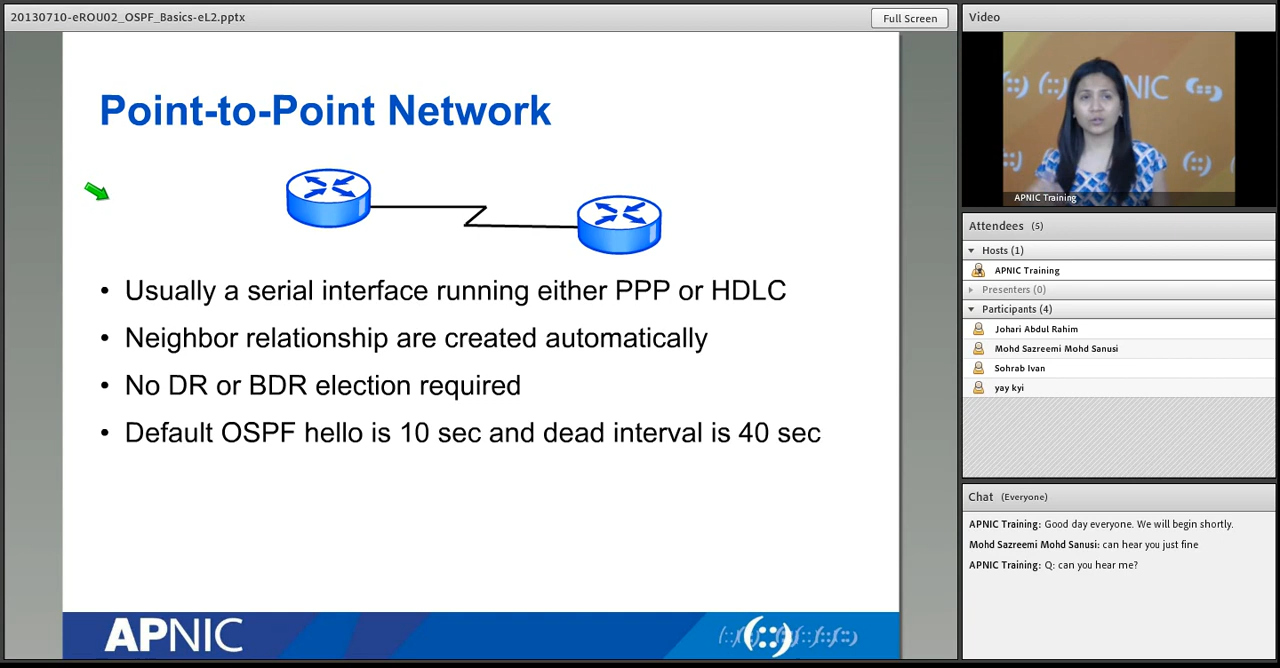 20130710-eROU02_OSPF_Basics-eL2.pptx
Full Screen
Point-to-Point Network
• Usually a serial interface running either PPP or HDLC
• Neighbor relationship are created automatically
• No DR or BDR election required
• Default OSPF hello is 10 sec and dead interval is 40 sec
APNIC
Video
NIC
APNIC Training
Attendees (5)
Hosts (1)
APNIC Training
Presenters (0)
Participants (4)
Johari Abdul Rahim
Mohd Sazreemi Mohd Sanusi
Sohrab Ivan
yay kyi
Chat (Everyone)
APNIC Training: Good day everyone. We will begin shortly.
Mohd Sazreemi Mohd Sanusi: can hear you just fine
APNIC Training: Q: can you hear me?